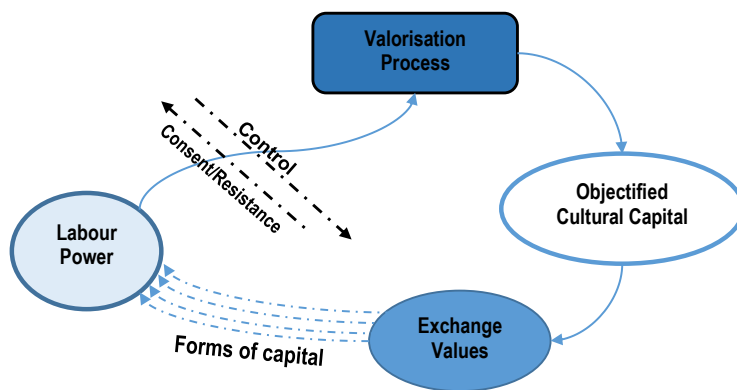 Valorisation
Process
Control
Consent/Resistance
Objectified
Cultural Capital
Labour
Power
Exchange
Values
Forms of capital